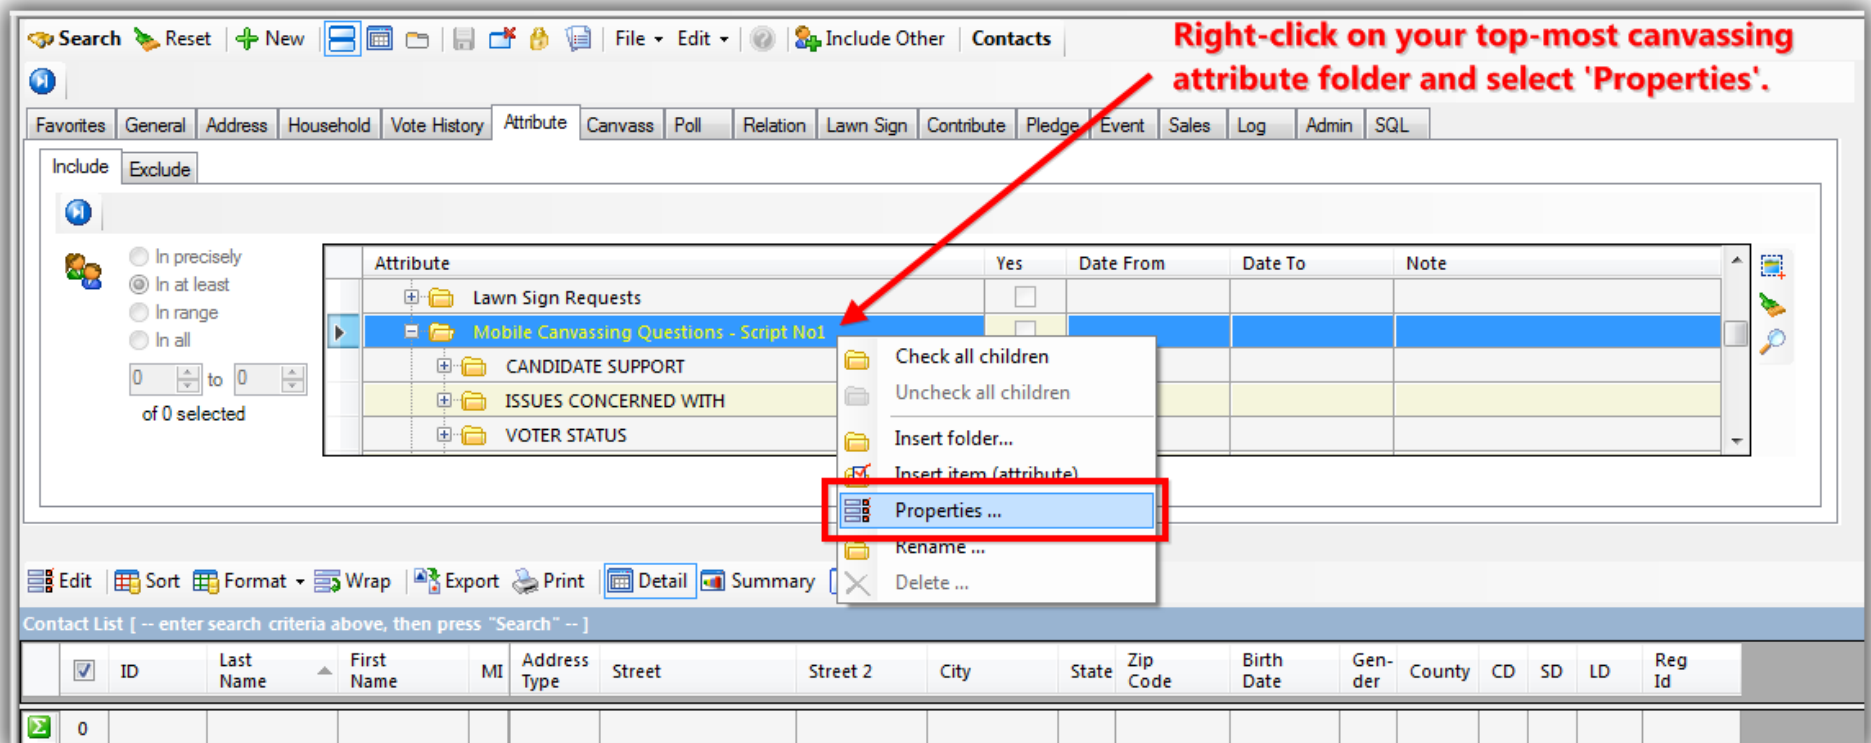 Search Reset New File Edit Include Other Contacts
Right-click on your top-most canvassing
attribute folder and select 'Properties'.
Favorites General Address Household Vote History Attribute Canvass Poll Relation Lawn Sign Contribute Pledge Event Sales Log Admin SQL
Include Exclude
In precisely
In at least
In range
In all
0 to 0
of 0 selected
Attribute Yes Date From Date To Note
Lawn Sign Requests
Mobile Canvassing Questions - Script No1
CANDIDATE SUPPORT
ISSUES CONCERNED WITH
VOTER STATUS
Check all children
Uncheck all children
Insert folder...
Insert item (attribute)
Properties ...
Rename ...
Delete ...
Edit Sort Format Wrap Export Print Detail Summary
Contact List [ -- enter search criteria above, then press "Search" -- ]
ID Last Name First Name MI Address Type Street Street 2 City State Zip Code Birth Date Gen-der County CD SD LD Reg Id
Σ 0